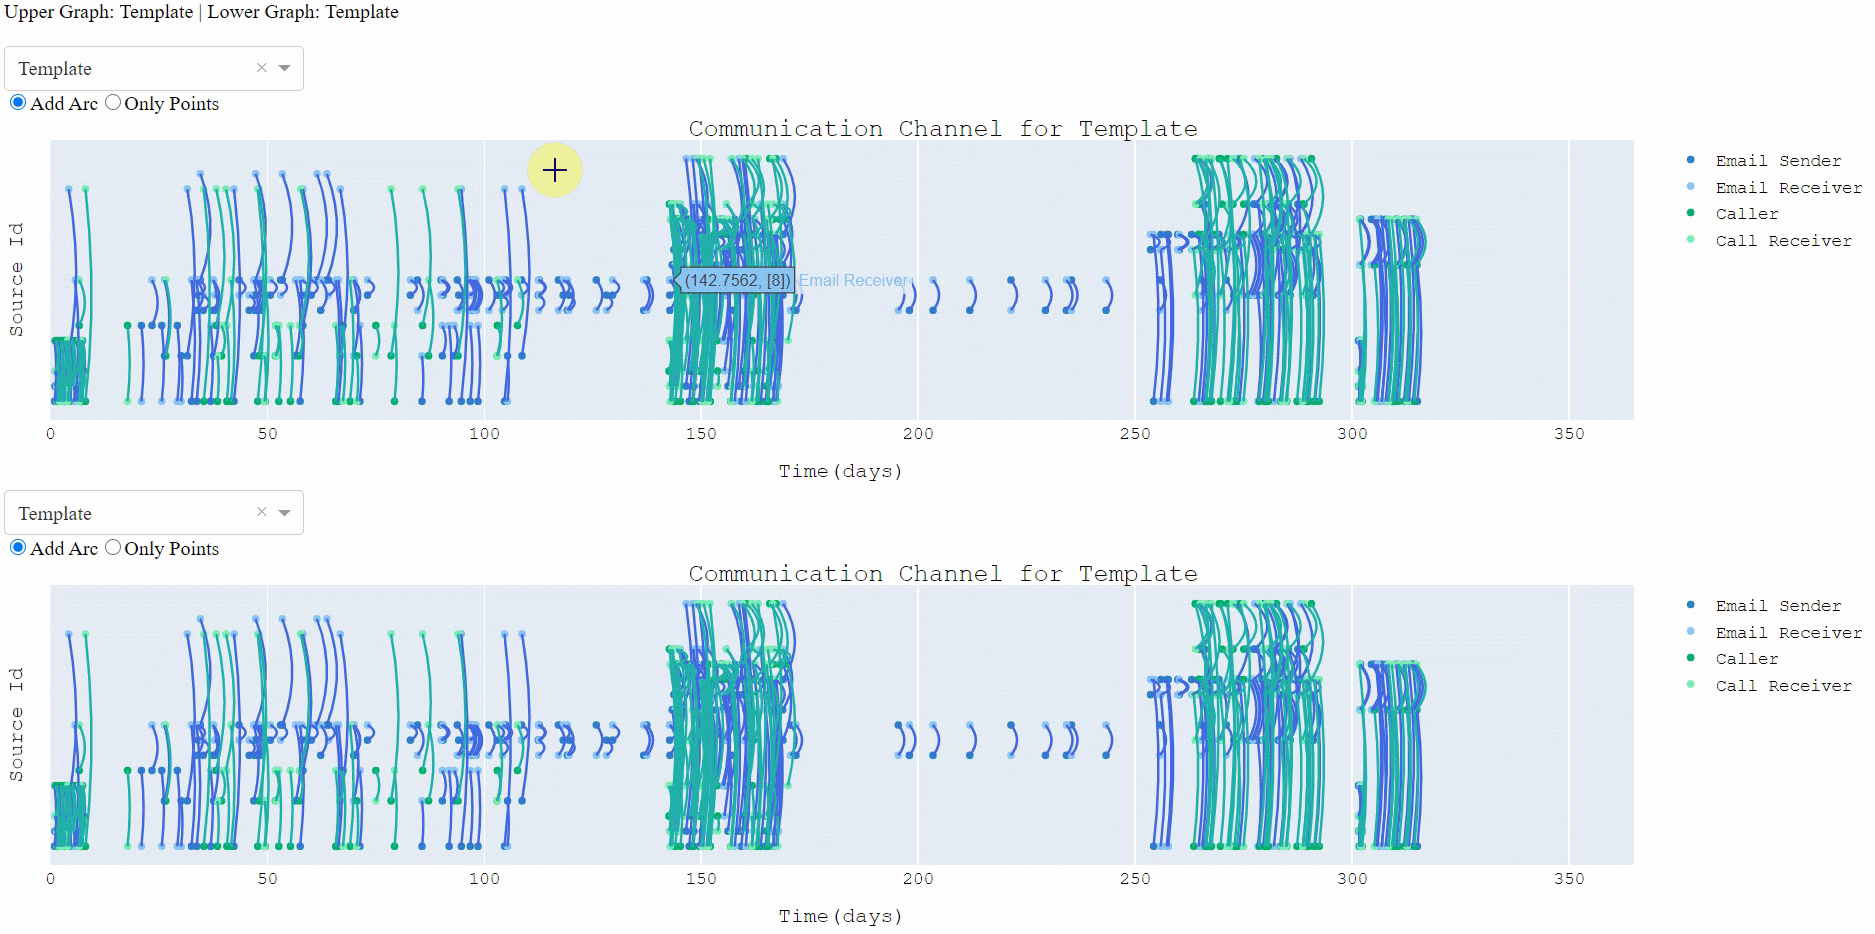 Upper Graph: Template | Lower Graph: Template
Template
Add Arc Only Points
Communication Channel for Template
Source Id
(142.7562, [8]) Email Receiver
Email Sender
Email Receiver
Caller
Call Receiver
0 50 100 150 200 250 300 350
Time(days)
Template
Add Arc Only Points
Communication Channel for Template
Source Id
Email Sender
Email Receiver
Caller
Call Receiver
0 50 100 150 200 250 300 350
Time(days)